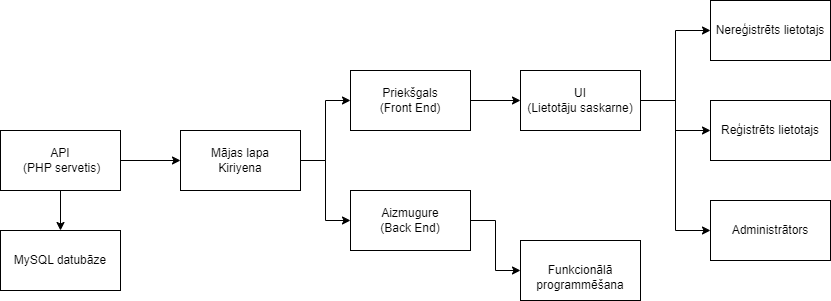 Nereģistrēts lietotajs
Priekšgals
(Front End)
UI
(Lietotāju saskarne)
API
(PHP servetis)
Mājas lapa
Kiriyena
Reģistrēts lietotajs
Aizmugure
(Back End)
Administrātors
MySQL datubāze
Funkcionālā
programmēšana